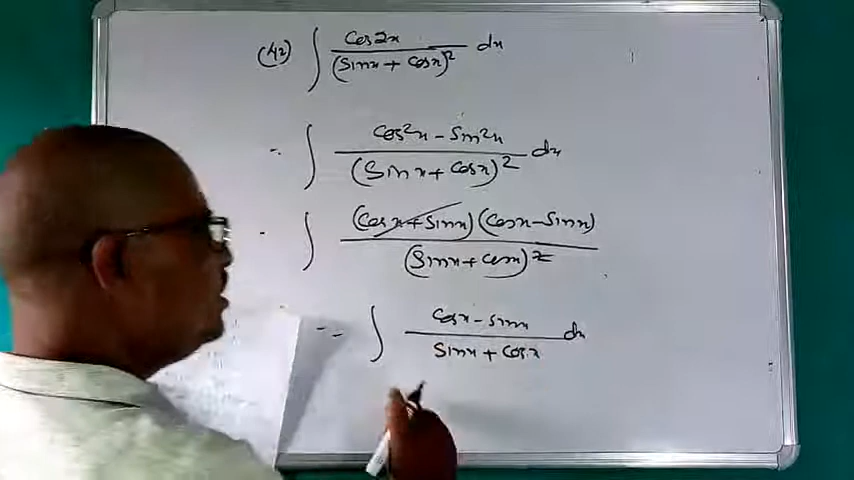 (42) ∫ Cos2x / (Sinx + Cosx)² dx
= ∫ Cos²x - Sin²x / (Sinx + Cosx)² dx
= ∫ (Cosx + Sinx)(Cosx - Sinx) / (Sinx + Cosx)²
= ∫ Cosx - Sinx / Sinx + Cosx dx